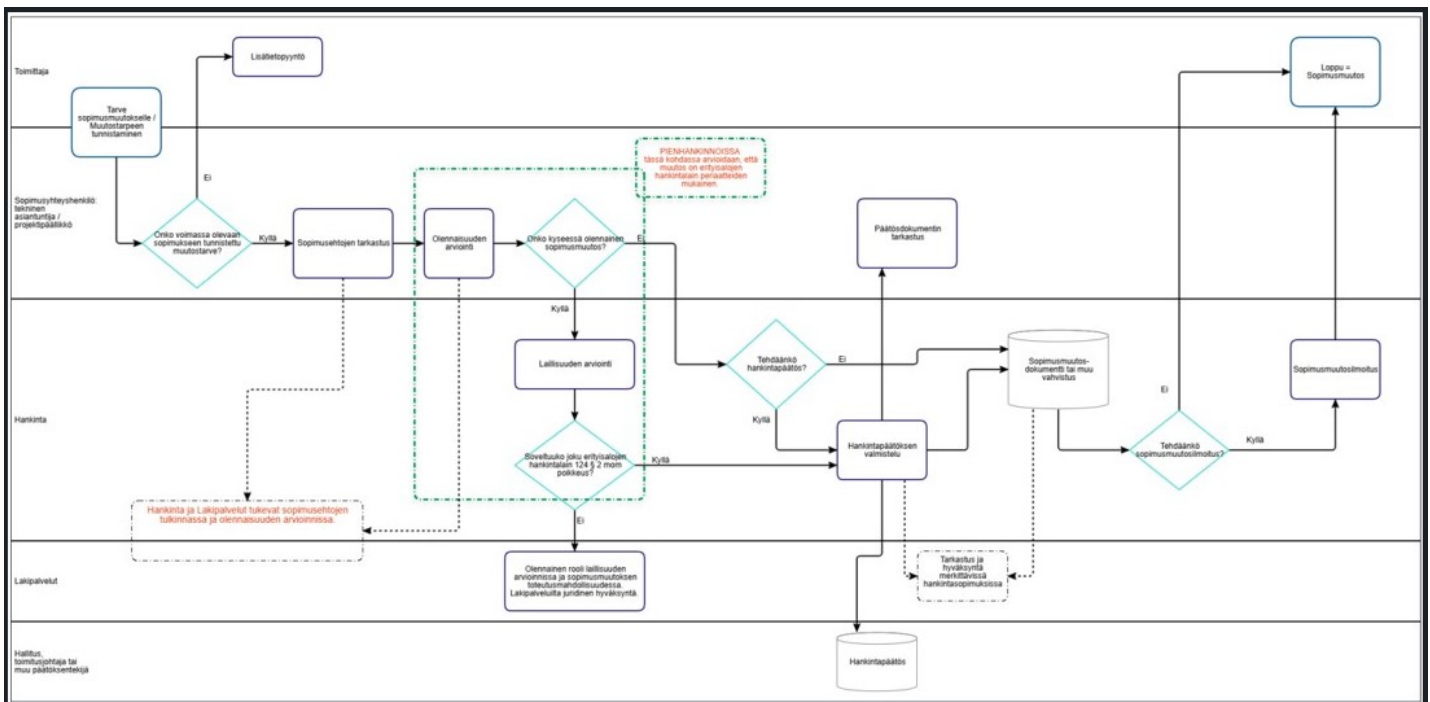 Toimittaja
Lisätietopyyntö
Loppu =
Sopimusmuutos
Tarve
sopimusmuutokselle /
Muutostarpeen
tunnistaminen
Sopimusyhteyshenkilö:
tekninen
asiantuntija /
projektipäällikkö
Ei
Onko voimassa olevaan
sopimukseen tunnistettu
muutostarve?
Kyllä
Sopimusehtojen tarkastus
Olennaisuuden
arviointi
Onko kyseessä olennainen
sopimusmuutos?
Ei
Kyllä
PIENHANKINNOISSA
tässä kohdassa arvioidaan, että
muutos on erityisalojen
hankintalain periaatteiden
mukainen.
Päätösdokumentin
tarkastus
Hankinta
Laillisuuden arviointi
Soveltuuko joku erityisalojen
hankintalain 124 § 2 mom
poikkeus?
Kyllä
Ei
Tehdäänkö
hankintapäätös?
Ei
Kyllä
Hankintapäätöksen
valmistelu
Sopimusmuutos-
dokumentti tai muu
vahvistus
Ei
Tehdäänkö
sopimusmuutosilmoitus?
Kyllä
Sopimusmuutosilmoitus
Hankinta ja Lakipalvelut tukevat sopimusehtojen
tulkinnassa ja olennaisuuden arvioinnissa.
Lakipalvelut
Olennainen rooli laillisuuden
arvioinnissa ja sopimusmuutoksen
toteutusmahdollisuudessa.
Lakipalveluilta juridinen hyväksyntä.
Tarkastus ja
hyväksyntä
merkittävissä
hankintasopimuksissa
Hallitus,
toimitusjohtaja tai
muu päätöksentekijä
Hankintapäätös